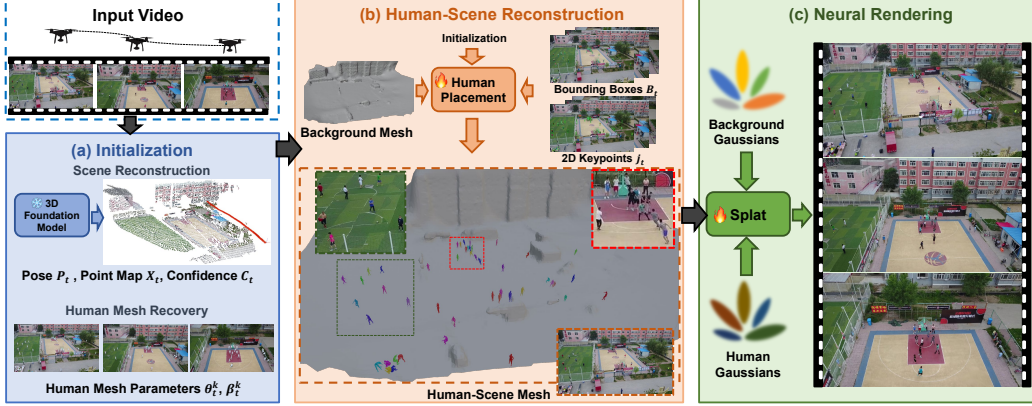 Input Video
(a) Initialization
Scene Reconstruction
3D
Foundation
Model
Pose P_t , Point Map X_t, Confidence C_t
Human Mesh Recovery
Human Mesh Parameters θ_t^k, β_t^k
(b) Human-Scene Reconstruction
Initialization
Human
Placement
Background Mesh
Bounding Boxes B_t
2D Keypoints j_t
Human-Scene Mesh
(c) Neural Rendering
Background
Gaussians
Splat
Human
Gaussians